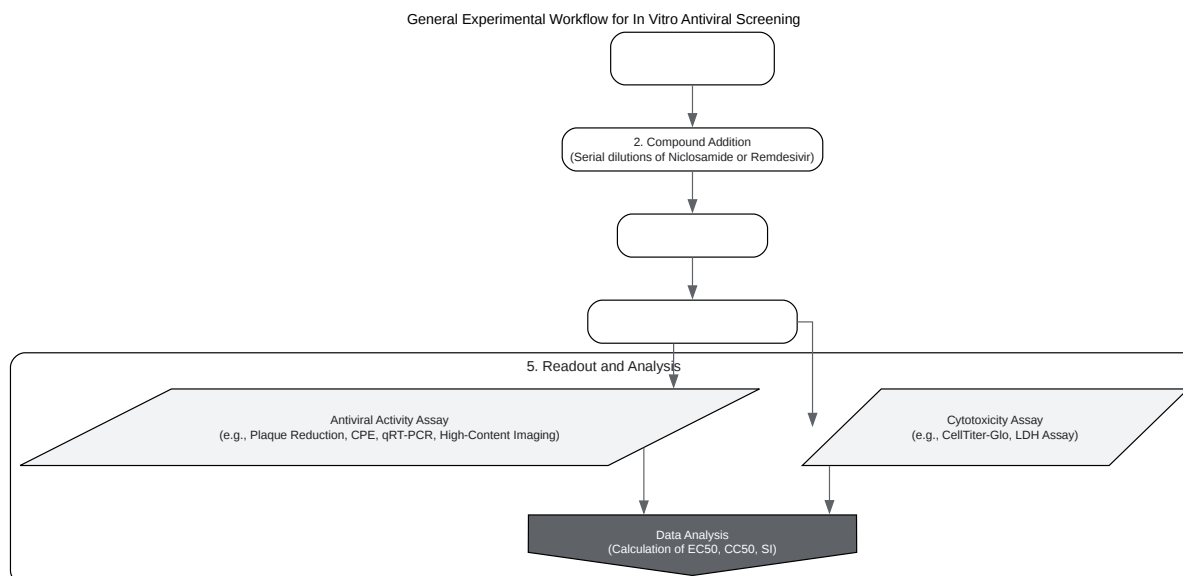 General Experimental Workflow for In Vitro Antiviral Screening
2. Compound Addition
(Serial dilutions of Niclosamide or Remdesivir)
5. Readout and Analysis
Antiviral Activity Assay
(e.g., Plaque Reduction, CPE, qRT-PCR, High-Content Imaging)
Cytotoxicity Assay
(e.g., CellTiter-Glo, LDH Assay)
Data Analysis
(Calculation of EC50, CC50, SI)